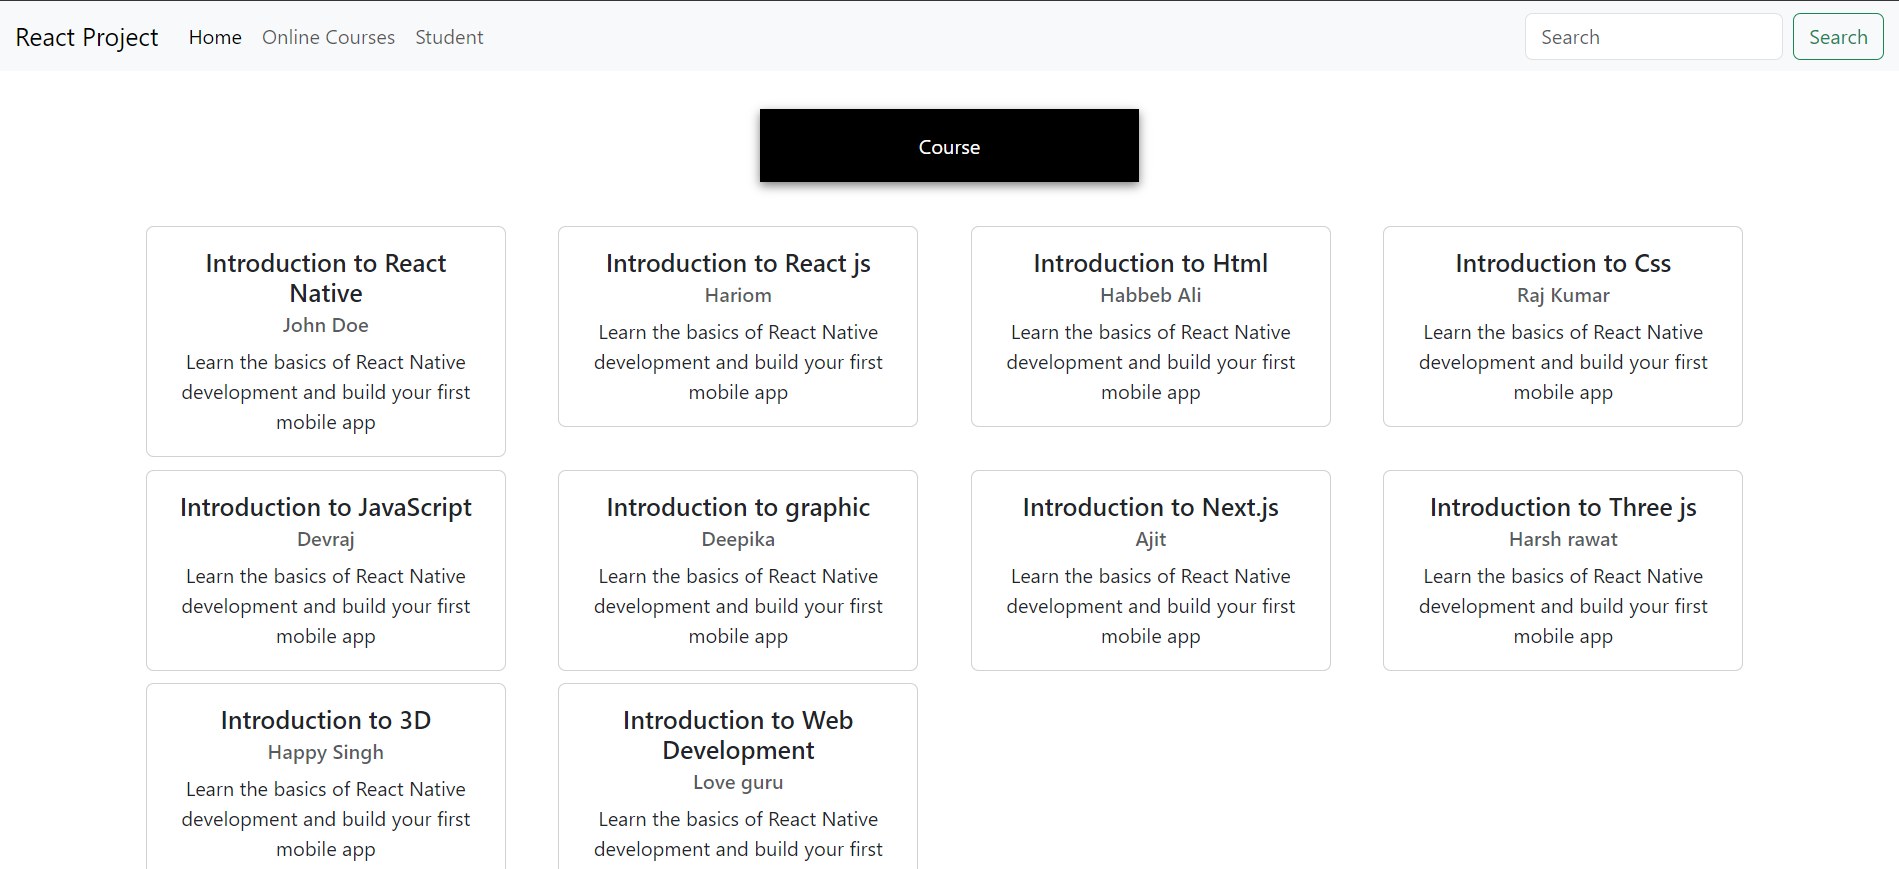 React Project Home Online Courses Student Search Search
Course
Introduction to React
Native
John Doe
Learn the basics of React Native
development and build your first
mobile app
Introduction to React js
Hariom
Learn the basics of React Native
development and build your first
mobile app
Introduction to Html
Habbeb Ali
Learn the basics of React Native
development and build your first
mobile app
Introduction to Css
Raj Kumar
Learn the basics of React Native
development and build your first
mobile app
Introduction to JavaScript
Devraj
Learn the basics of React Native
development and build your first
mobile app
Introduction to graphic
Deepika
Learn the basics of React Native
development and build your first
mobile app
Introduction to Next.js
Ajit
Learn the basics of React Native
development and build your first
mobile app
Introduction to Three js
Harsh rawat
Learn the basics of React Native
development and build your first
mobile app
Introduction to 3D
Happy Singh
Learn the basics of React Native
development and build your first
mobile app
Introduction to Web
Development
Love guru
Learn the basics of React Native
development and build your first